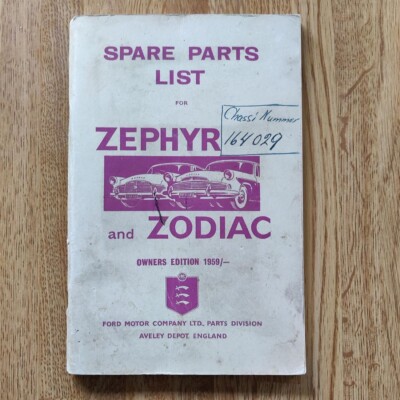 SPARE PARTS
LIST
FOR
Chassi Nummer
164029
ZEPHYR
and ZODIAC
OWNERS EDITION 1959/-
FORD MOTOR COMPANY LTD., PARTS DIVISION
AVELEY DEPOT, ENGLAND